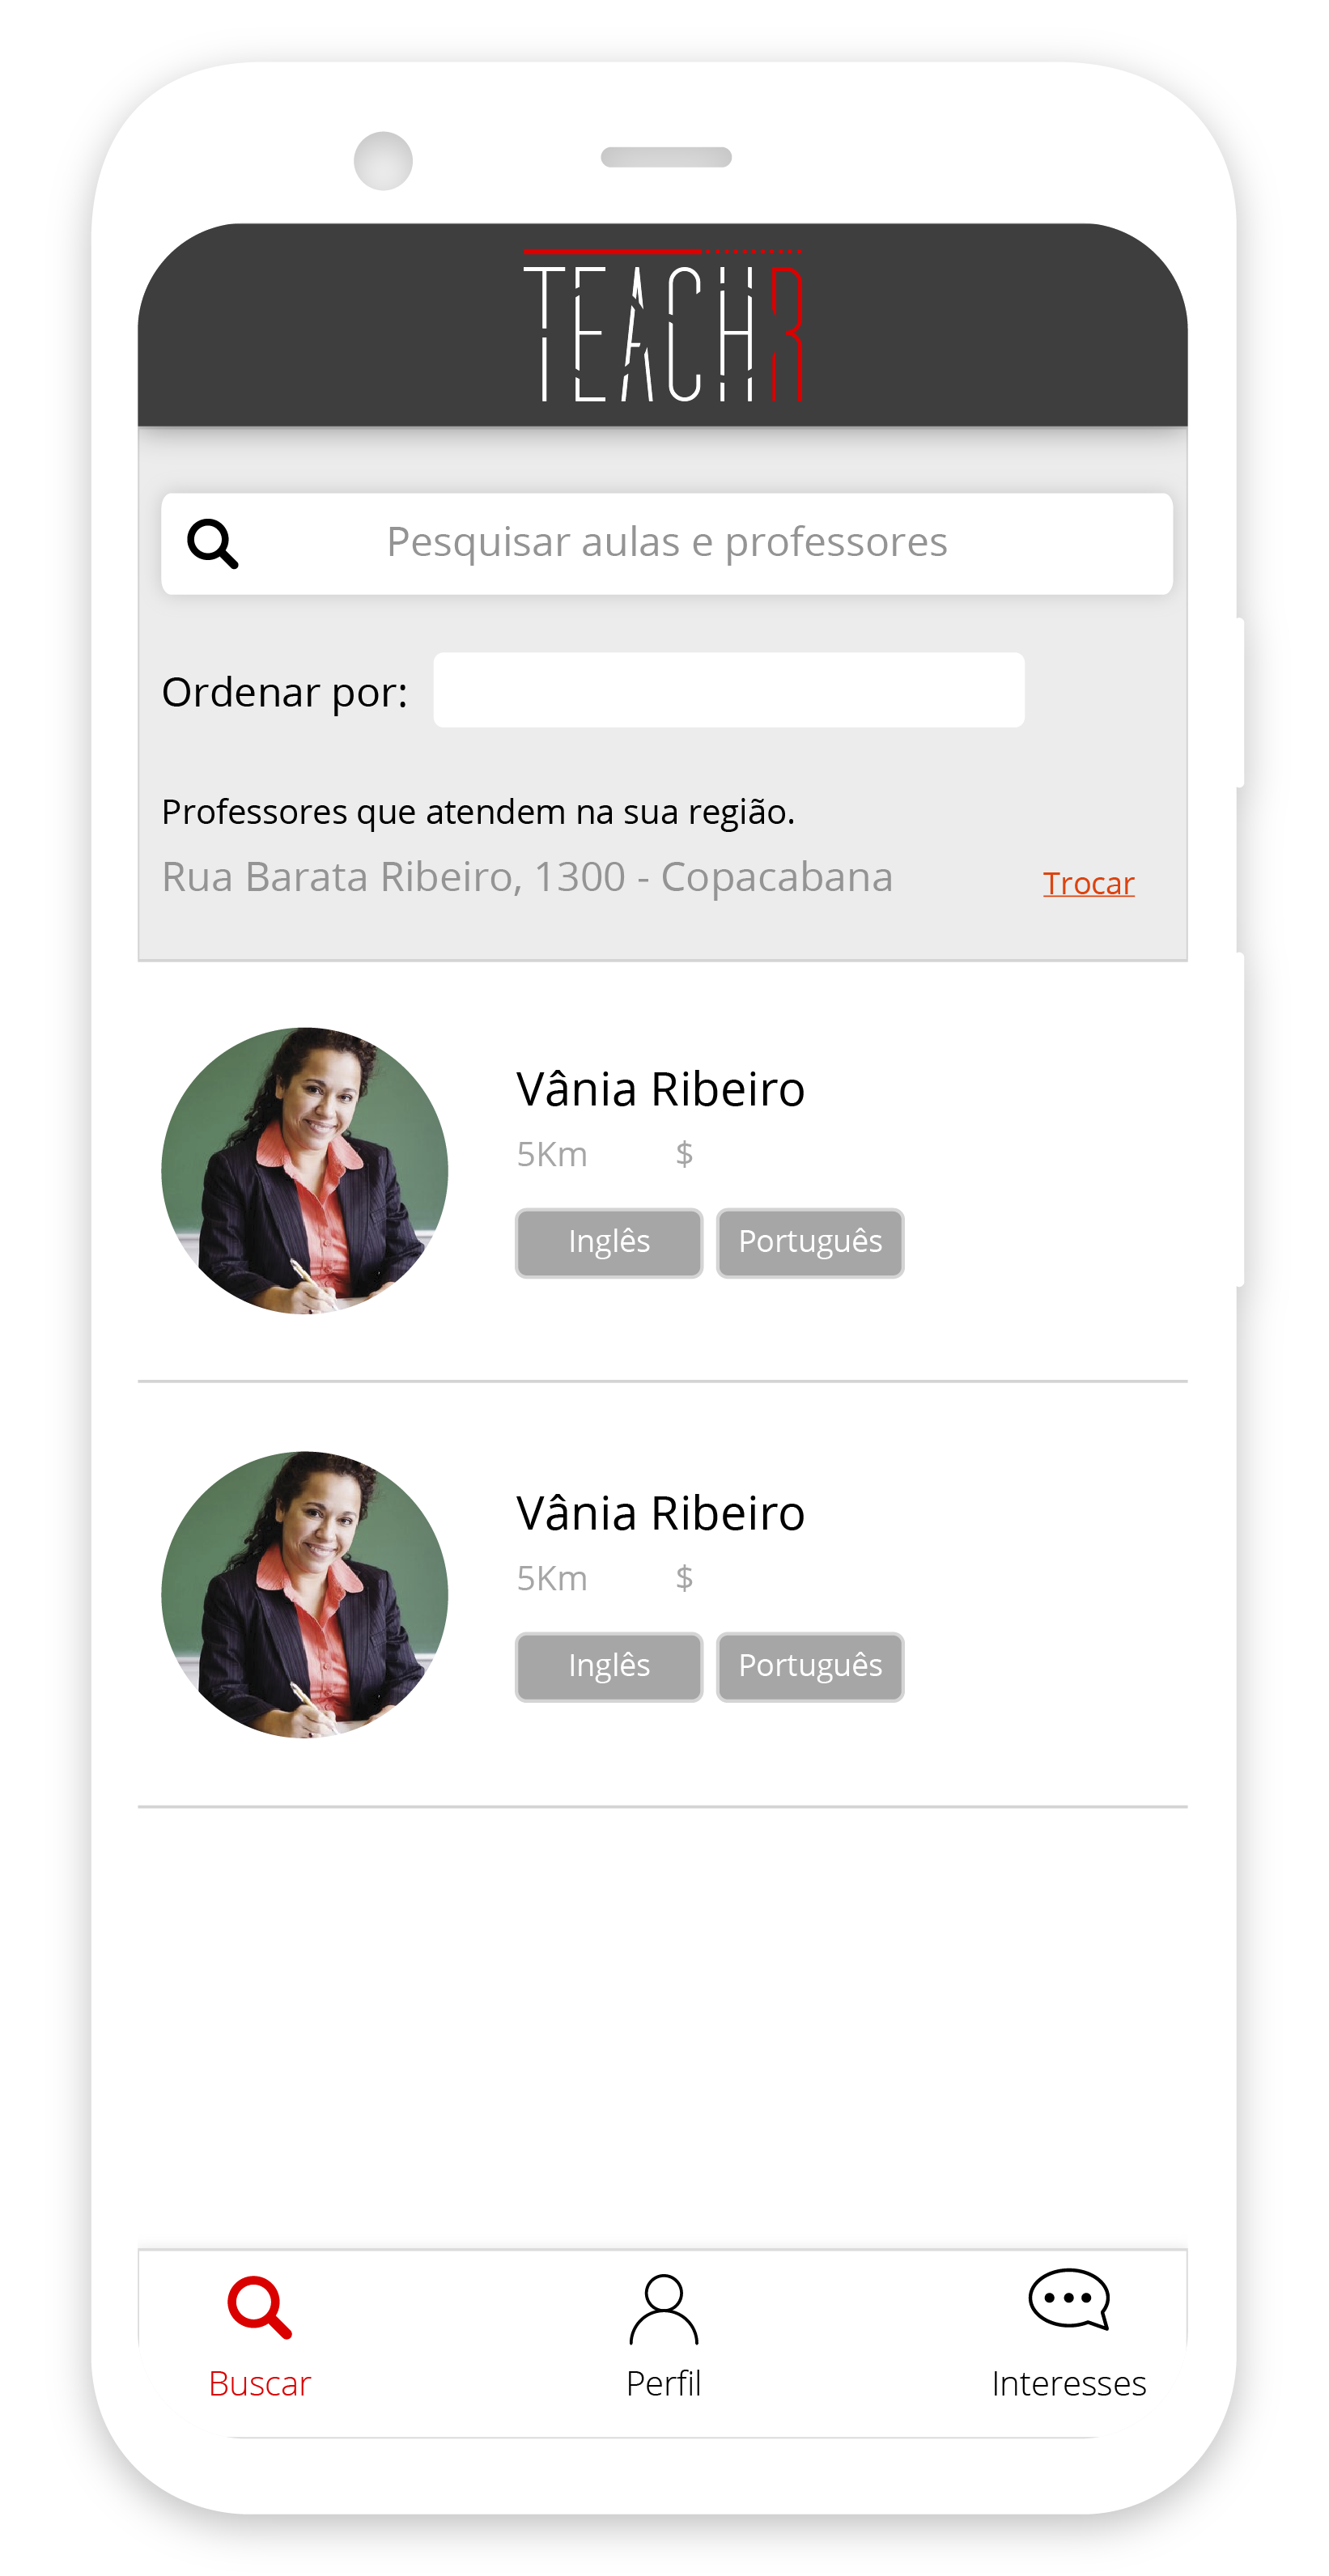 TEACHR
Pesquisar aulas e professores
Ordenar por:
Professores que atendem na sua região.
Rua Barata Ribeiro, 1300 - Copacabana
Trocar
Vânia Ribeiro
5Km $
Inglês Português
Vânia Ribeiro
5Km $
Inglês Português
Buscar Perfil Interesses